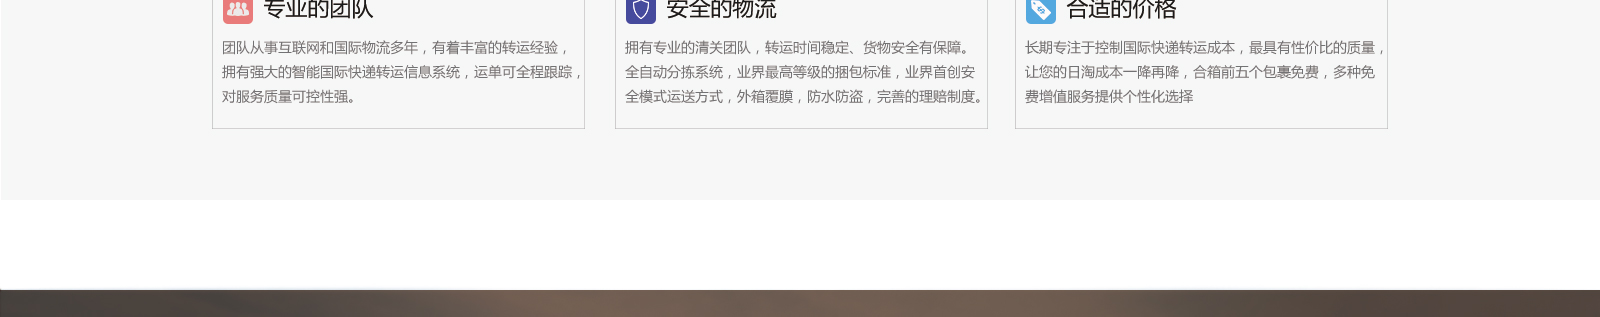 专业的团队
团队从事互联网和国际物流多年，有着丰富的转运经验，
拥有强大的智能国际快递转运信息系统，运单可全程跟踪，
对服务质量可控性强。
安全的物流
拥有专业的清关团队，转运时间稳定、货物安全有保障。
全自动分拣系统，业界最高等级的捆包标准，业界首创安
全模式运送方式，外箱覆膜，防水防盗，完善的理赔制度。
合适的价格
长期专注于控制国际快递转运成本，最具有性价比的质量，
让您的日淘成本一降再降，合箱前五个包裹免费，多种免
费增值服务提供个性化选择